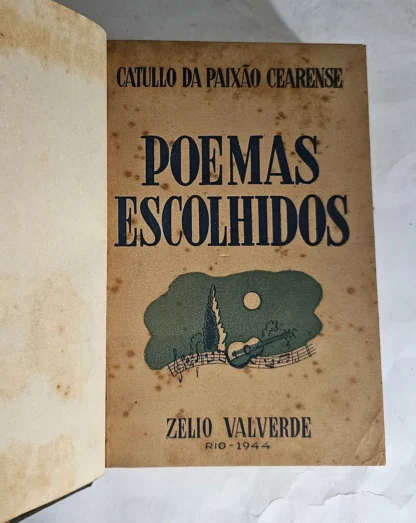 CATULLO DA PAIXÃO CEARENSE
POEMAS
ESCOLHIDOS
ZELIO VALVERDE
RIO - 1944